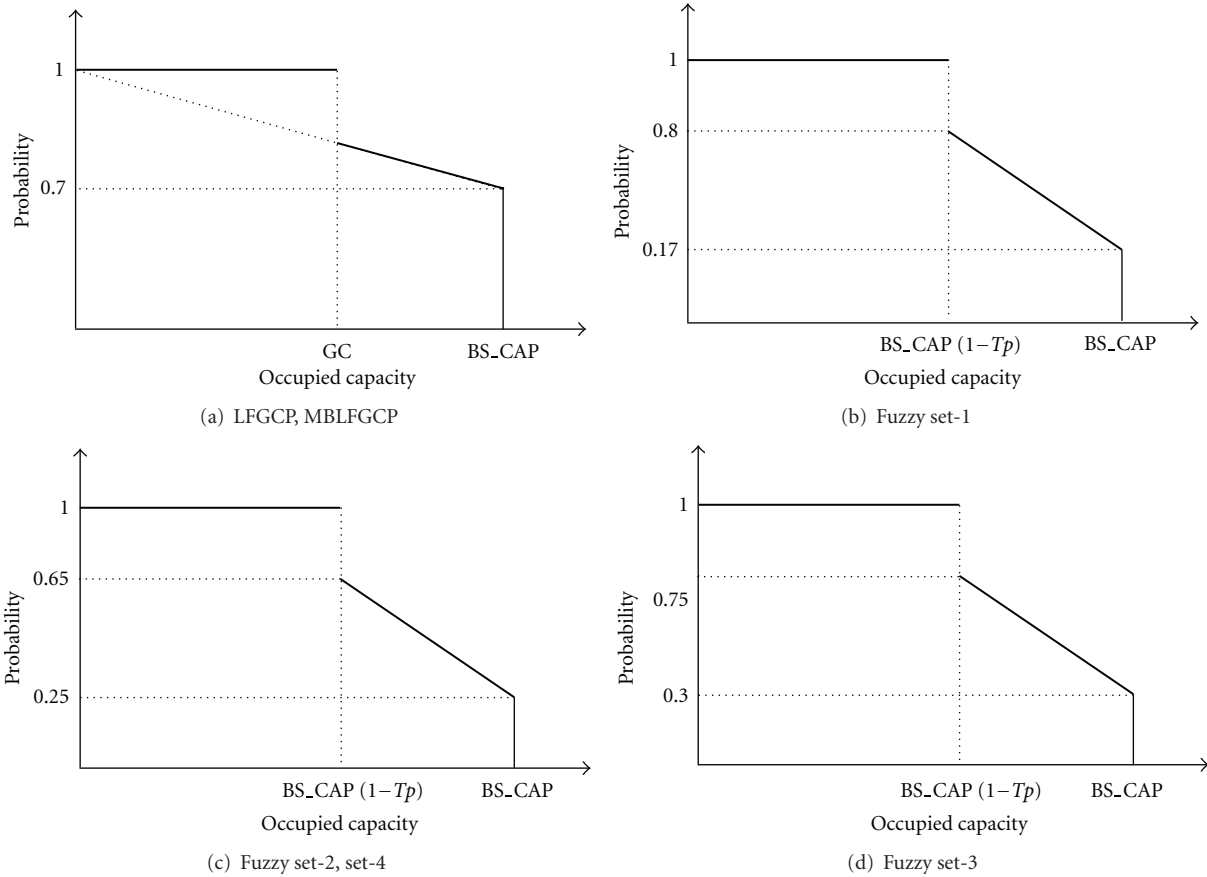 1
0.7
Probability
GC
BS_CAP
Occupied capacity
(a) LFGCP, MBLFGCP
1
0.8
0.17
Probability
BS_CAP (1−Tp)
BS_CAP
Occupied capacity
(b) Fuzzy set-1
1
0.65
0.25
Probability
BS_CAP (1−Tp)
BS_CAP
Occupied capacity
(c) Fuzzy set-2, set-4
1
0.75
0.3
Probability
BS_CAP (1−Tp)
BS_CAP
Occupied capacity
(d) Fuzzy set-3